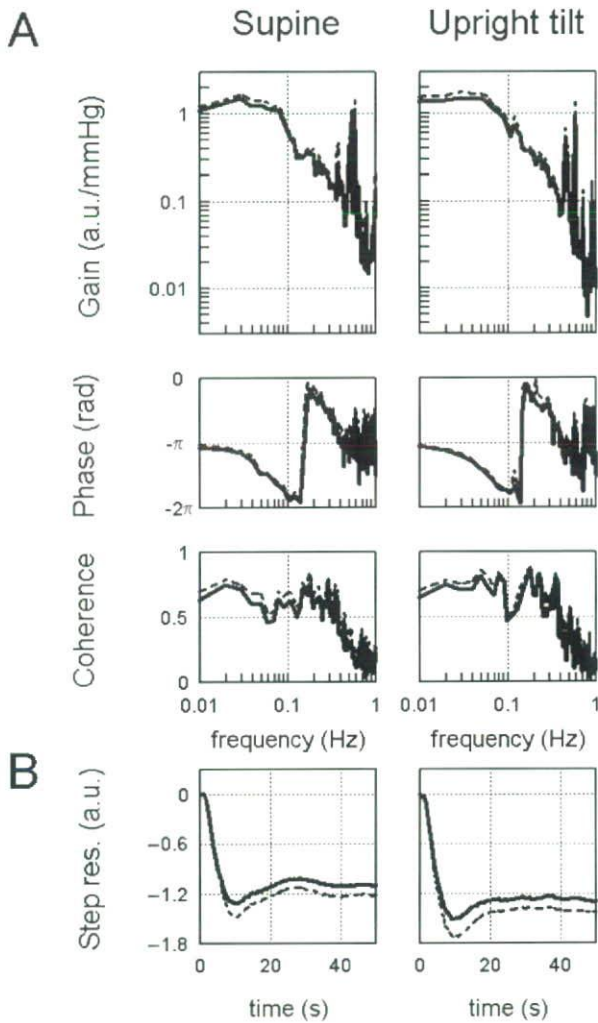 A
Supine Upright tilt
Gain (a.u./mmHg)
1
0.1
0.01
Phase (rad)
0
-π
-2π
Coherence
1
0.5
0
0.01 0.1 1 0.01 0.1 1
frequency (Hz) frequency (Hz)
B
Step res. (a.u.)
0
-0.6
-1.2
-1.8
0 20 40 0 20 40
time (s) time (s)